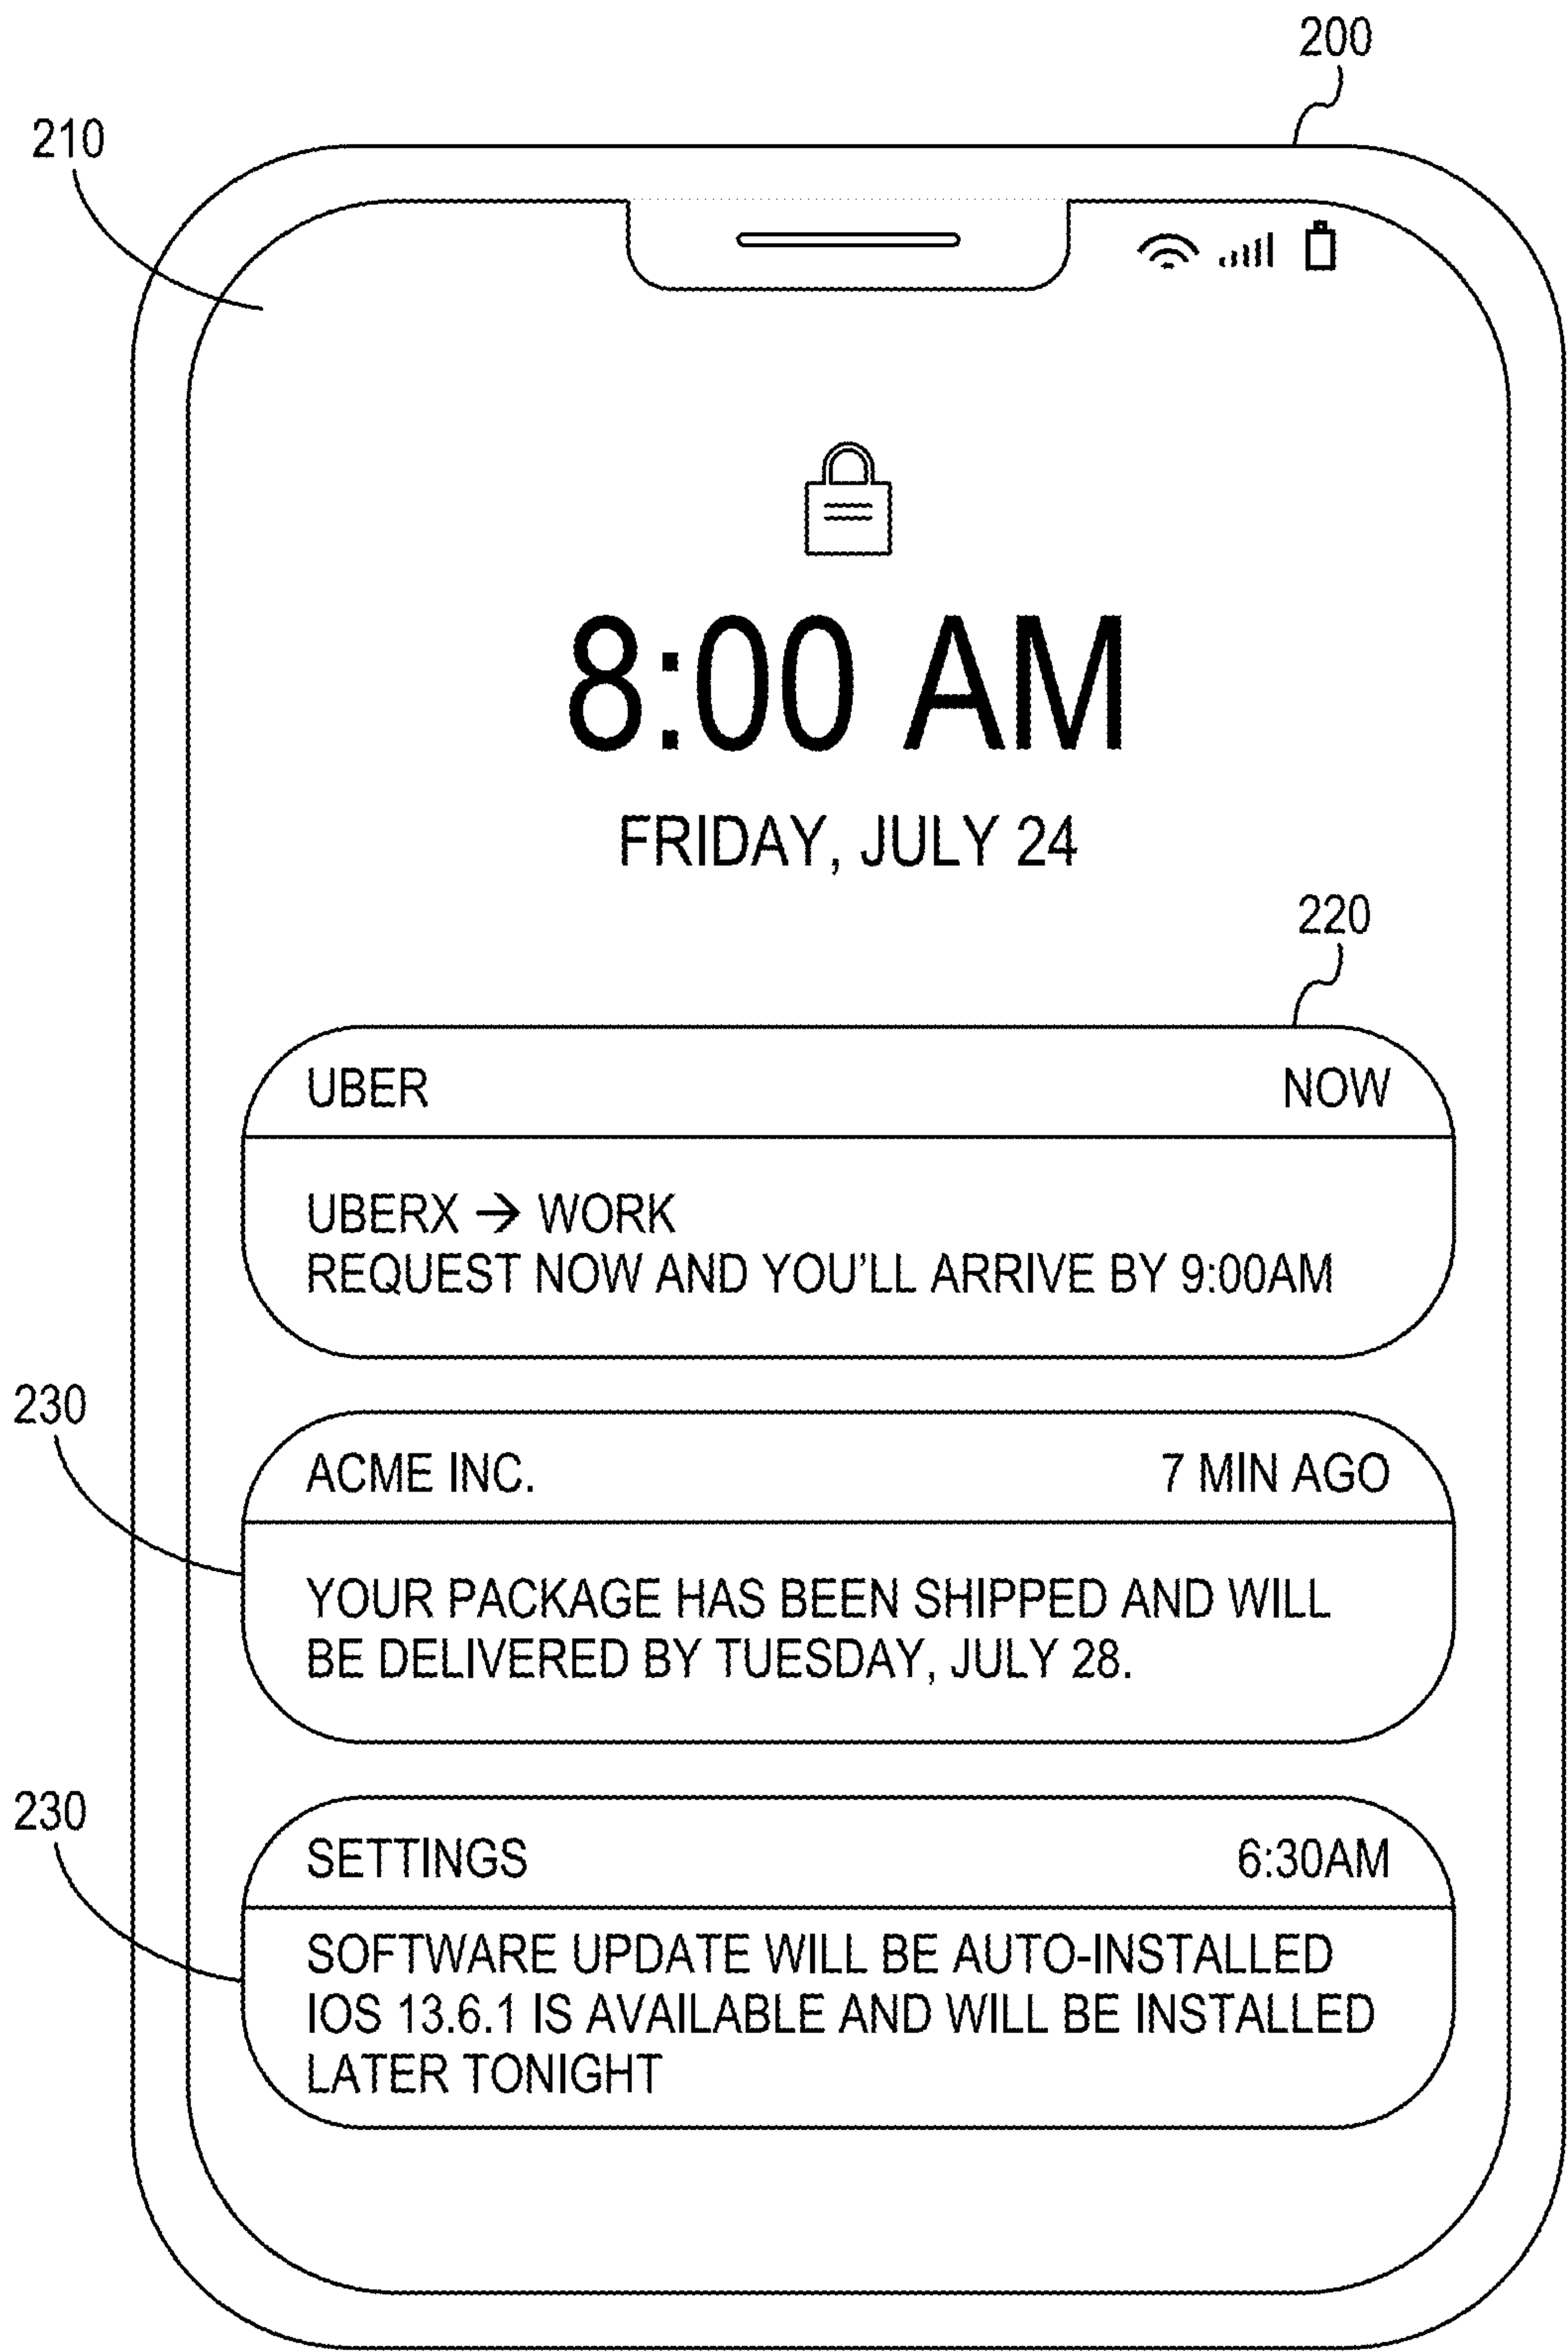 200
210
8:00 AM
FRIDAY, JULY 24
220
UBER NOW
UBERX → WORK
REQUEST NOW AND YOU'LL ARRIVE BY 9:00AM
230
ACME INC. 7 MIN AGO
YOUR PACKAGE HAS BEEN SHIPPED AND WILL
BE DELIVERED BY TUESDAY, JULY 28.
230
SETTINGS 6:30AM
SOFTWARE UPDATE WILL BE AUTO-INSTALLED
IOS 13.6.1 IS AVAILABLE AND WILL BE INSTALLED
LATER TONIGHT